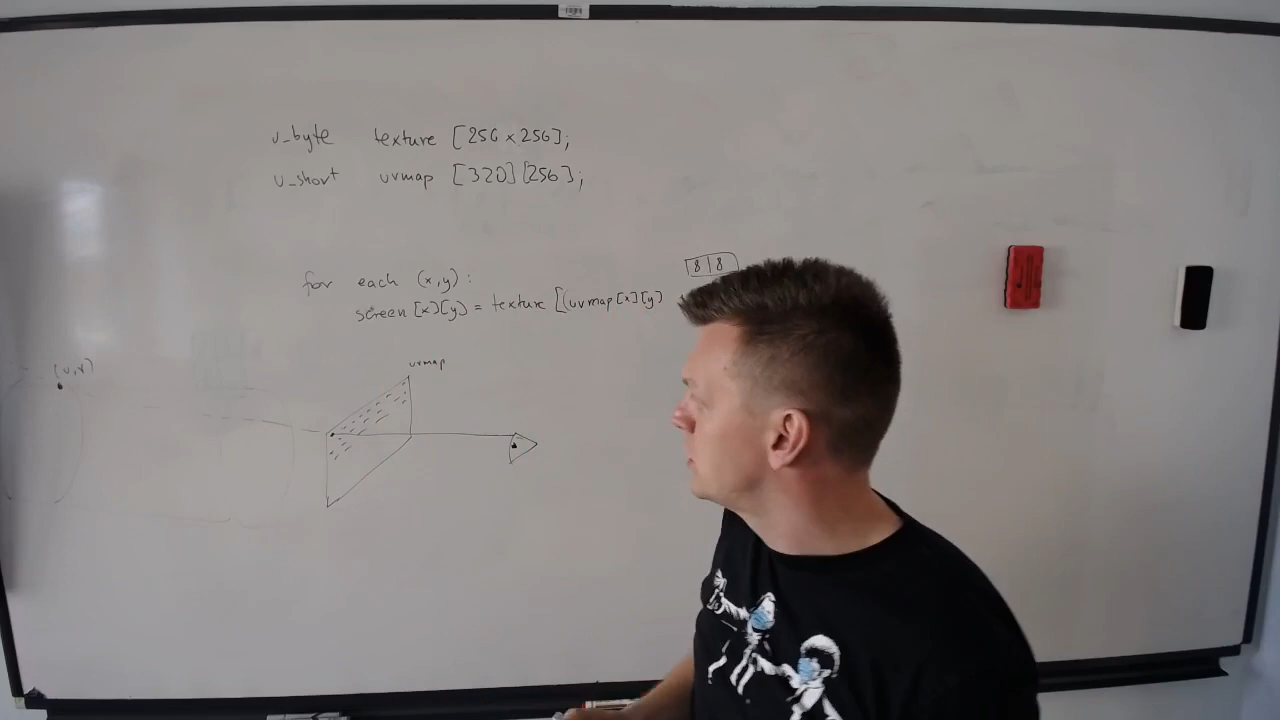 u_byte texture [256 x 256];
u_short uvmap [320][256];
8|8
for each (x,y):
screen [x][y] = texture [(uvmap[x][y]
(u,v)
uvmap